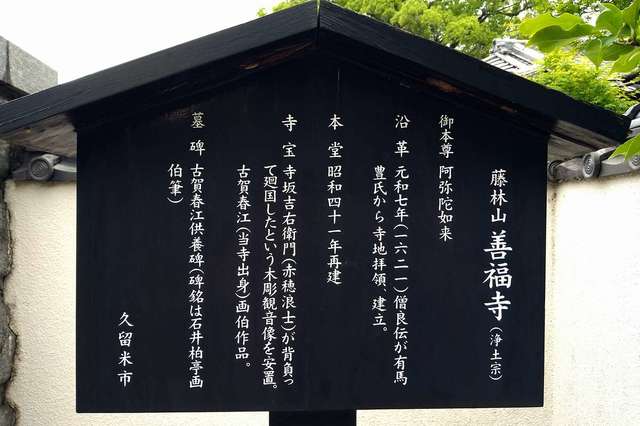 藤林山 善福寺（浄土宗）
御本尊 阿弥陀如来
沿革 元和七年（一六二一）僧良伝が有馬
豊氏から寺地拝領、建立。
本堂 昭和四十一年再建
寺宝 寺坂吉右衛門（赤穂浪士）が背負っ
て廻国したという木彫観音像を安置。
古賀春江（当寺出身）画伯作品。
墓碑 古賀春江供養碑（碑銘は石井柏亭画
伯筆）
久留米市